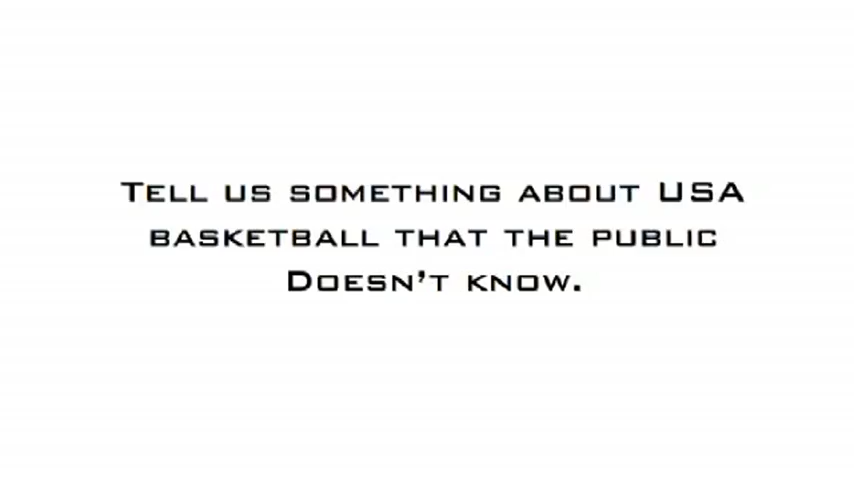 Tell us something about USA
basketball that the public
Doesn't know.